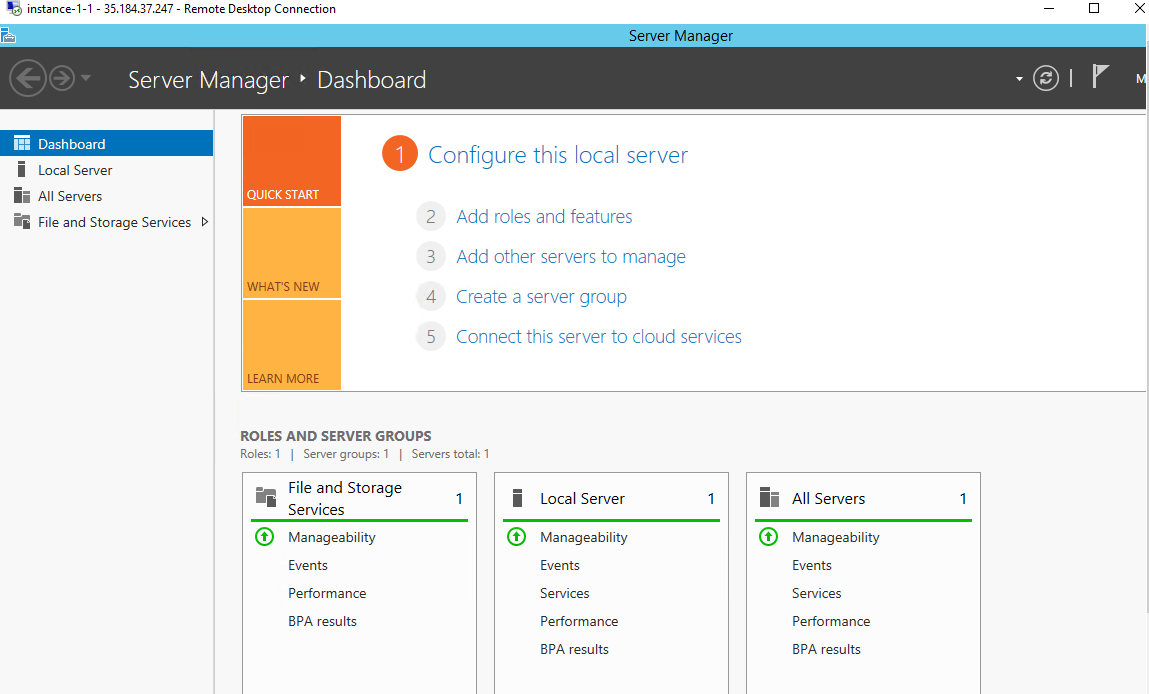 instance-1-1 - 35.184.37.247 - Remote Desktop Connection
Server Manager
Server Manager ‣ Dashboard
M
Dashboard
Local Server
All Servers
File and Storage Services
QUICK START
WHAT'S NEW
LEARN MORE
1 Configure this local server
2 Add roles and features
3 Add other servers to manage
4 Create a server group
5 Connect this server to cloud services
ROLES AND SERVER GROUPS
Roles: 1 | Server groups: 1 | Servers total: 1
File and Storage
Services 1
Manageability
Events
Performance
BPA results
Local Server 1
Manageability
Events
Services
Performance
BPA results
All Servers 1
Manageability
Events
Services
Performance
BPA results